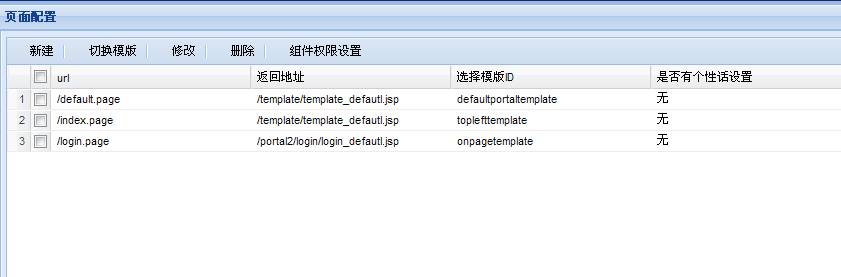 页面配置
新建 切换模版 修改 删除 组件权限设置
url 返回地址 选择模版ID 是否有个性话设置
1 /default.page /template/template_defautl.jsp defaultportaltemplate 无
2 /index.page /template/template_defautl.jsp toplefttemplate 无
3 /login.page /portal2/login/login_defautl.jsp onpagetemplate 无